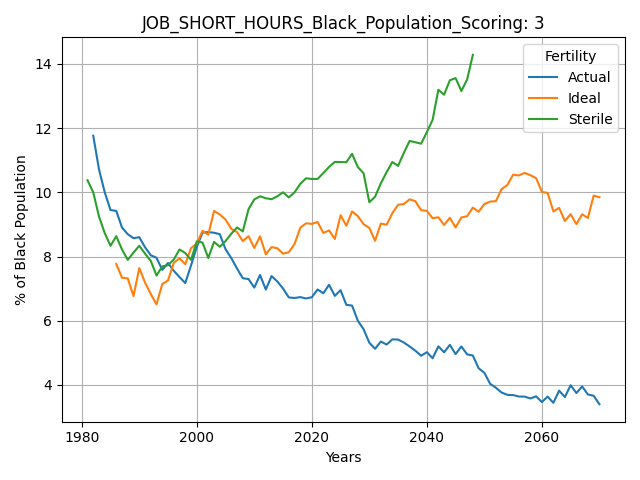 JOB_SHORT_HOURS_Black_Population_Scoring: 3
Fertility
Actual
Ideal
Sterile
% of Black Population
14
12
10
8
6
4
1980 2000 2020 2040 2060
Years